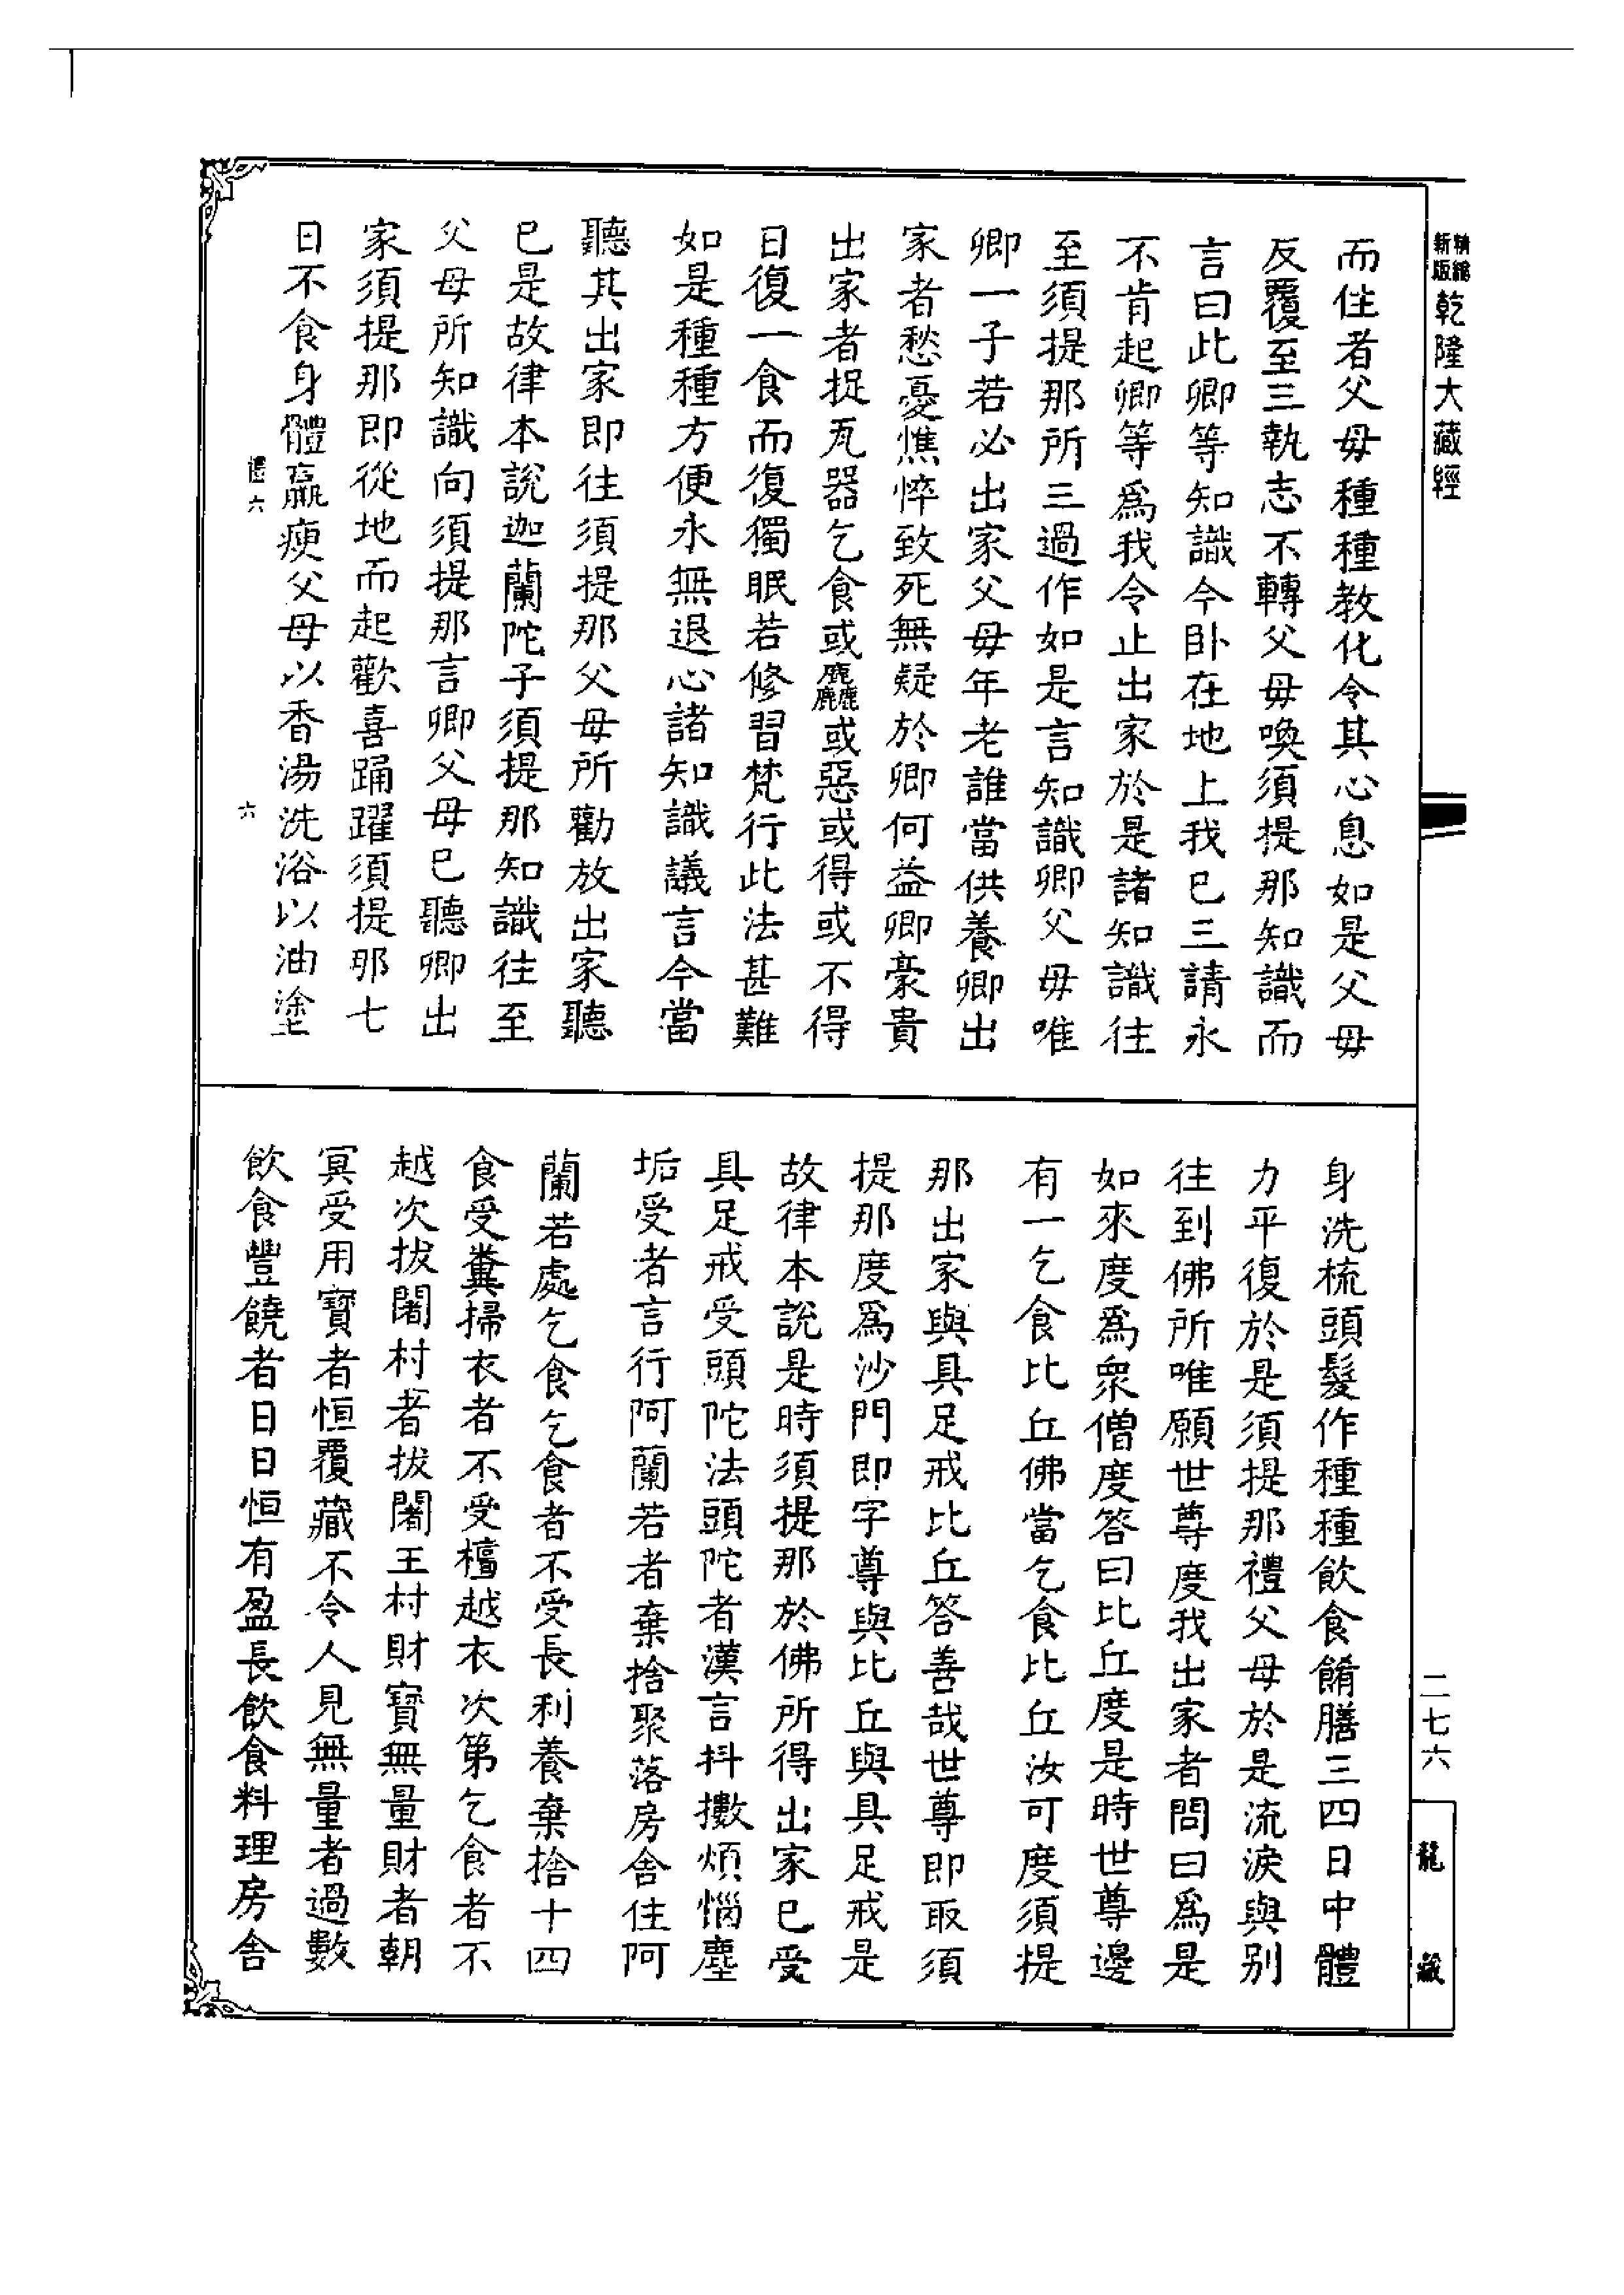 新編
縮版
乾隆大藏經
而住者父母種種教化令其心息如是父母
反覆至三執志不轉父母喚須提那知識而
言曰此卿等知識今卧在地上我已三請永
不肯起卿等爲我令止出家於是諸知識往
至須提那所三過作如是言知識卿父母唯
卿一子若必出家父母年老誰當供養卿出
家者愁憂憔悴致死無疑於卿何益卿豪貴
出家者捉瓦器乞食或麤或惡或得或不得
日復一食而復獨眠若修習梵行此法甚難
如是種種方便永無退心諸知識議言今當
聽其出家即往須提那父母所勸放出家聽
已是故律本說迦蘭陀子須提那知識往至
父母所知識向須提那言卿父母已聽卿出
家須提那即從地而起歡喜踊躍須提那七
日不食身體羸瘦父母以香湯洗浴以油塗
六
六
身洗梳頭髮作種種飲食餚膳三四日中體
力平復於是須提那禮父母於是流淚與别
往到佛所唯願世尊度我出家者問曰爲是
如來度爲衆僧度答曰比丘度是時世尊邊
有一乞食比丘佛當乞食比丘汝可度須提
那出家與具足戒比丘答善哉世尊即取須
提那度爲沙門即字尊與比丘與具足戒是
故律本說是時須提那於佛所得出家已受
具足戒受頭陀法頭陀者漢言抖擻煩惱塵
垢受者言行阿蘭若者棄捨聚落房舍住阿
蘭若處乞食乞食者不受長利養棄捨十四
食受糞掃衣者不受檀越衣次第乞食者不
越次拔闍村者拔闍王村財寶無量財者朝
冥受用寶者恒覆藏不令人見無量者過數
飲食豐饒者日日恒有盈長飲食料理房舍
二七六
龍藏